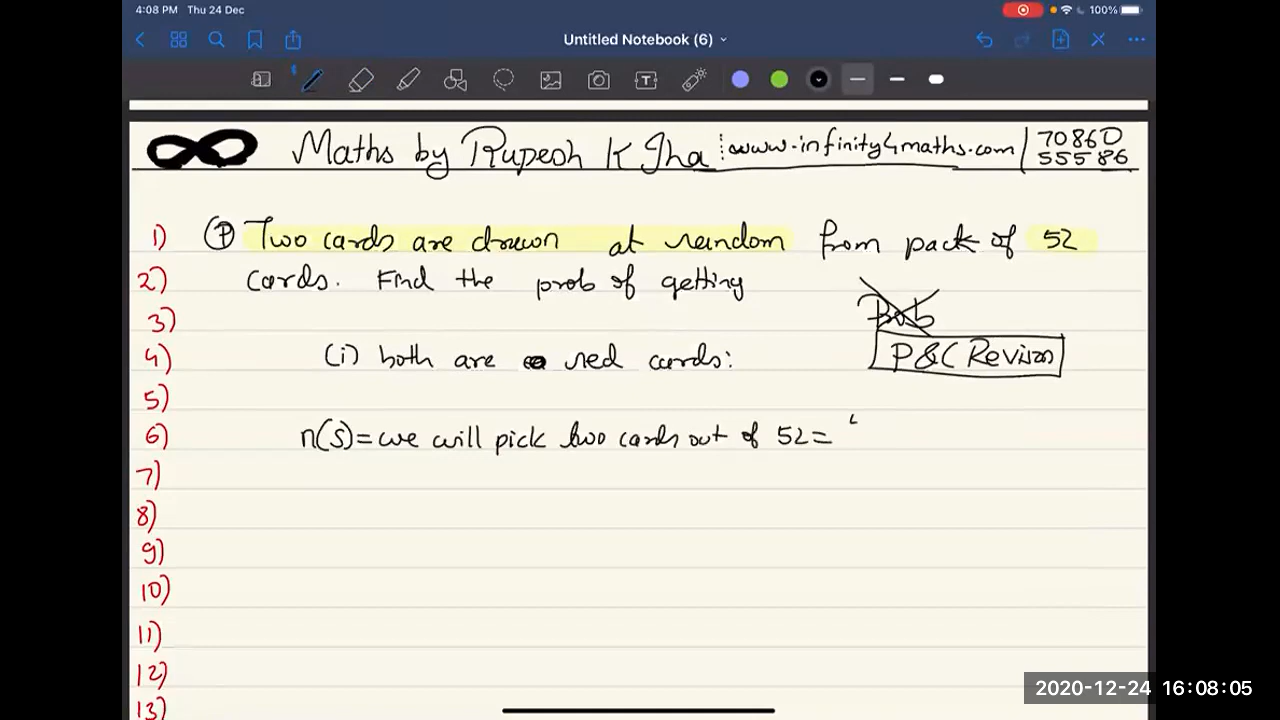 4:08 PM Thu 24 Dec
100%
Untitled Notebook (6)
Maths by Rupesh K Jha www.infinity4maths.com 70860 55586
1) (P) Two cards are drawn at random from pack of 52
2) cards. Find the prob of getting
3)
4) (i) both are red cards:
P&C Revison
5)
6) n(S) = we will pick two cards out of 52 =
7)
8)
9)
10)
11)
12)
13)
2020-12-24 16:08:05